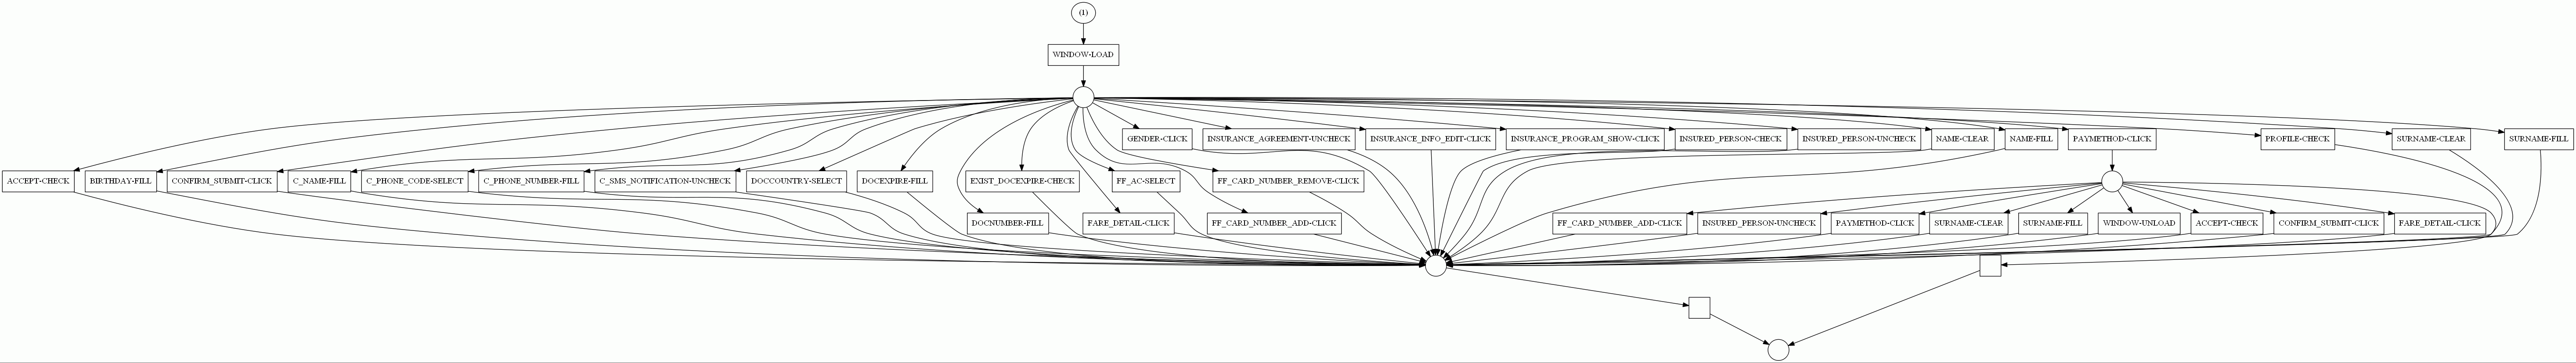 (1)
WINDOW-LOAD
GENDER-CLICK
INSURANCE_AGREEMENT-UNCHECK
INSURANCE_INFO_EDIT-CLICK
INSURANCE_PROGRAM_SHOW-CLICK
INSURED_PERSON-CHECK
INSURED_PERSON-UNCHECK
NAME-CLEAR
NAME-FILL
PAYMETHOD-CLICK
PROFILE-CHECK
SURNAME-CLEAR
SURNAME-FILL
ACCEPT-CHECK
BIRTHDAY-FILL
CONFIRM_SUBMIT-CLICK
C_NAME-FILL
C_PHONE_CODE-SELECT
C_PHONE_NUMBER-FILL
C_SMS_NOTIFICATION-UNCHECK
DOCCOUNTRY-SELECT
DOCEXPIRE-FILL
EXIST_DOCEXPIRE-CHECK
FF_AC-SELECT
FF_CARD_NUMBER_REMOVE-CLICK
DOCNUMBER-FILL
FARE_DETAIL-CLICK
FF_CARD_NUMBER_ADD-CLICK
FF_CARD_NUMBER_ADD-CLICK
INSURED_PERSON-UNCHECK
PAYMETHOD-CLICK
SURNAME-CLEAR
SURNAME-FILL
WINDOW-UNLOAD
ACCEPT-CHECK
CONFIRM_SUBMIT-CLICK
FARE_DETAIL-CLICK